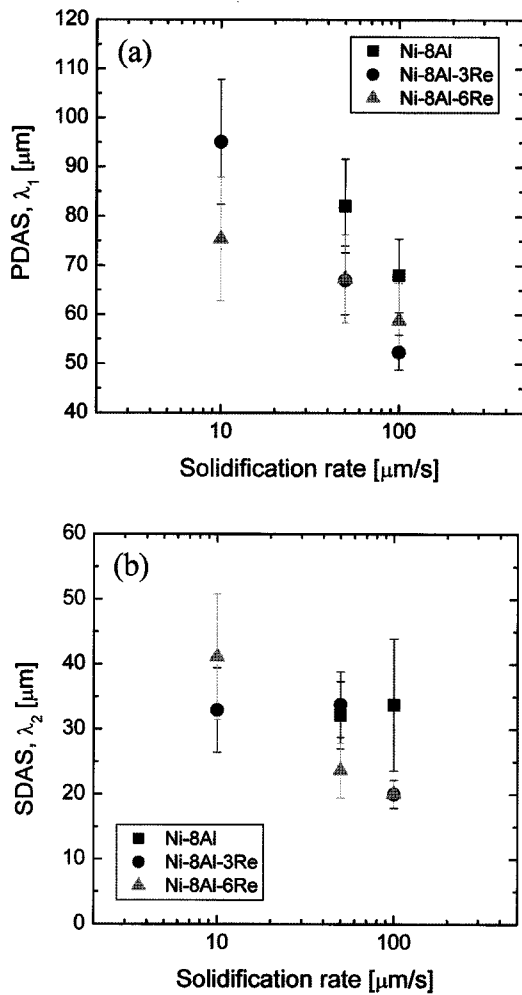 (a)
Ni-8Al
Ni-8Al-3Re
Ni-8Al-6Re
120
110
100
90
80
70
60
50
40
PDAS, λ₁ [μm]
10
100
Solidification rate [μm/s]
(b)
60
50
40
30
20
10
0
SDAS, λ₂ [μm]
Ni-8Al
Ni-8Al-3Re
Ni-8Al-6Re
10
100
Solidification rate [μm/s]